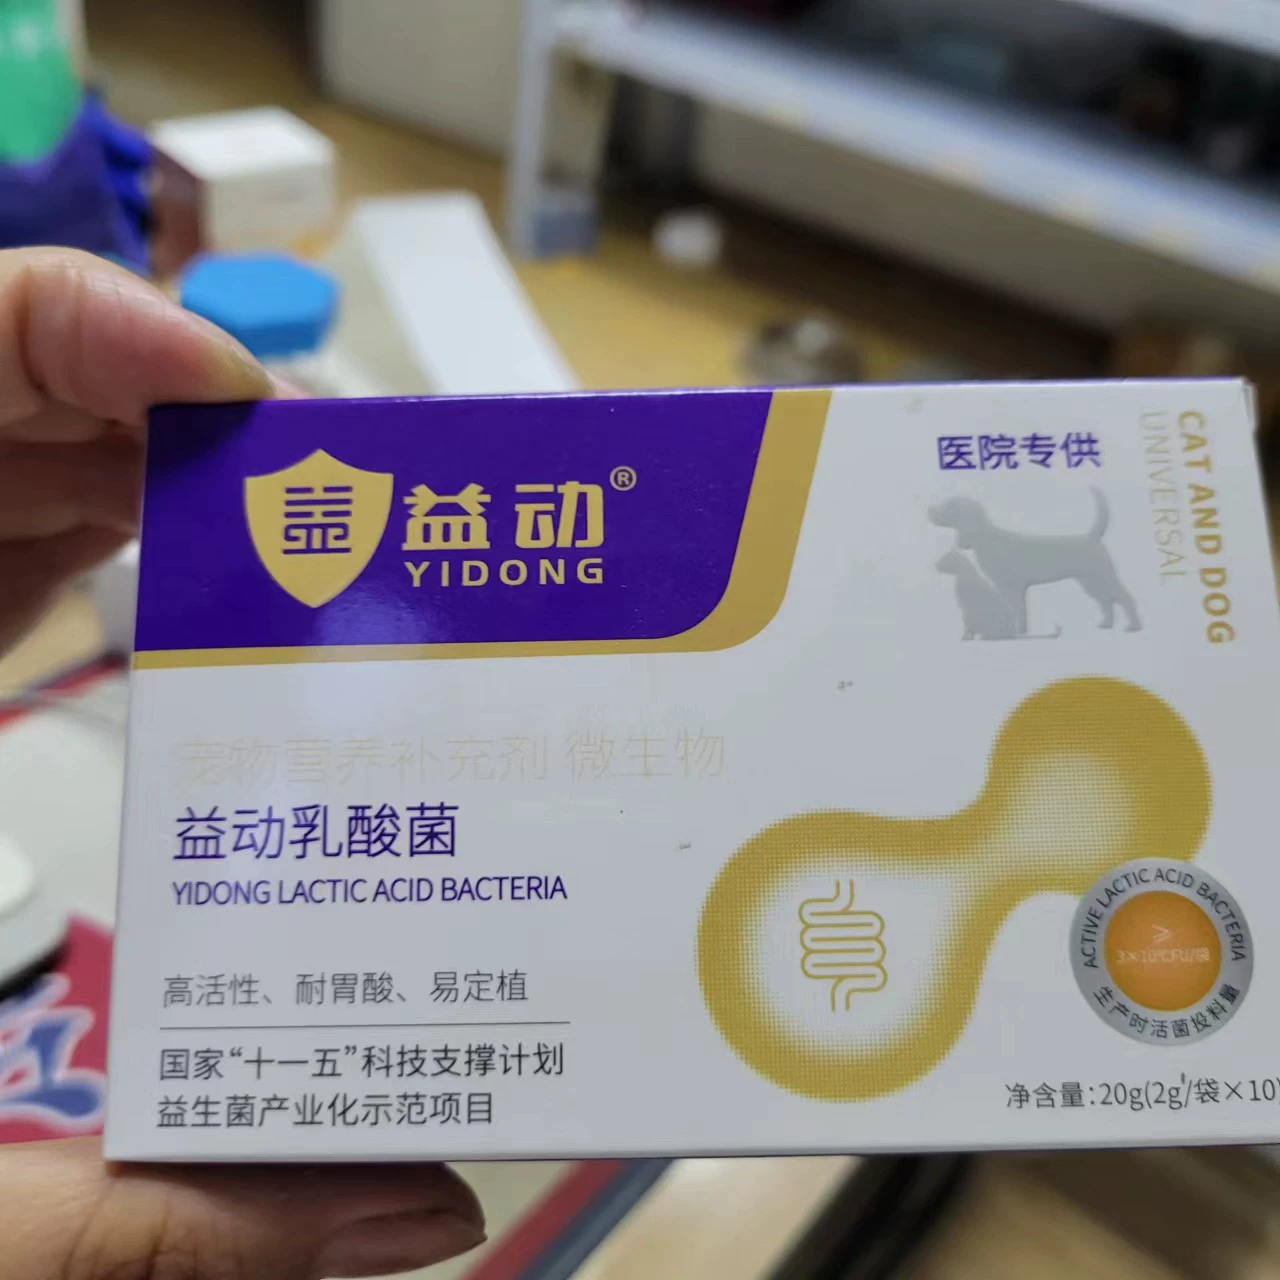 益动®
YIDONG
医院专供
CAT AND DOG
UNIVERSAL
宠物营养补充剂 微生物
益动乳酸菌
YIDONG LACTIC ACID BACTERIA
高活性、耐胃酸、易定植
国家“十一五”科技支撑计划
益生菌产业化示范项目
ACTIVE LACTIC ACID BACTERIA
生产时活菌投料量
净含量:20g(2g/袋×10